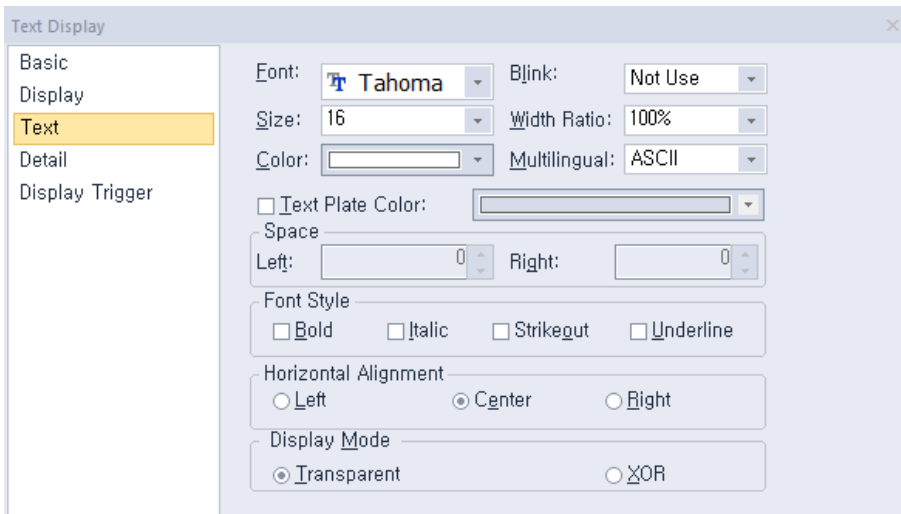 Text Display
Basic
Display
Text
Detail
Display Trigger
Font: Tahoma Blink: Not Use
Size: 16 Width Ratio: 100%
Color: Multilingual: ASCII
Text Plate Color:
Space
Left: 0 Right: 0
Font Style
Bold Italic Strikeout Underline
Horizontal Alignment
Left Center Right
Display Mode
Transparent XOR